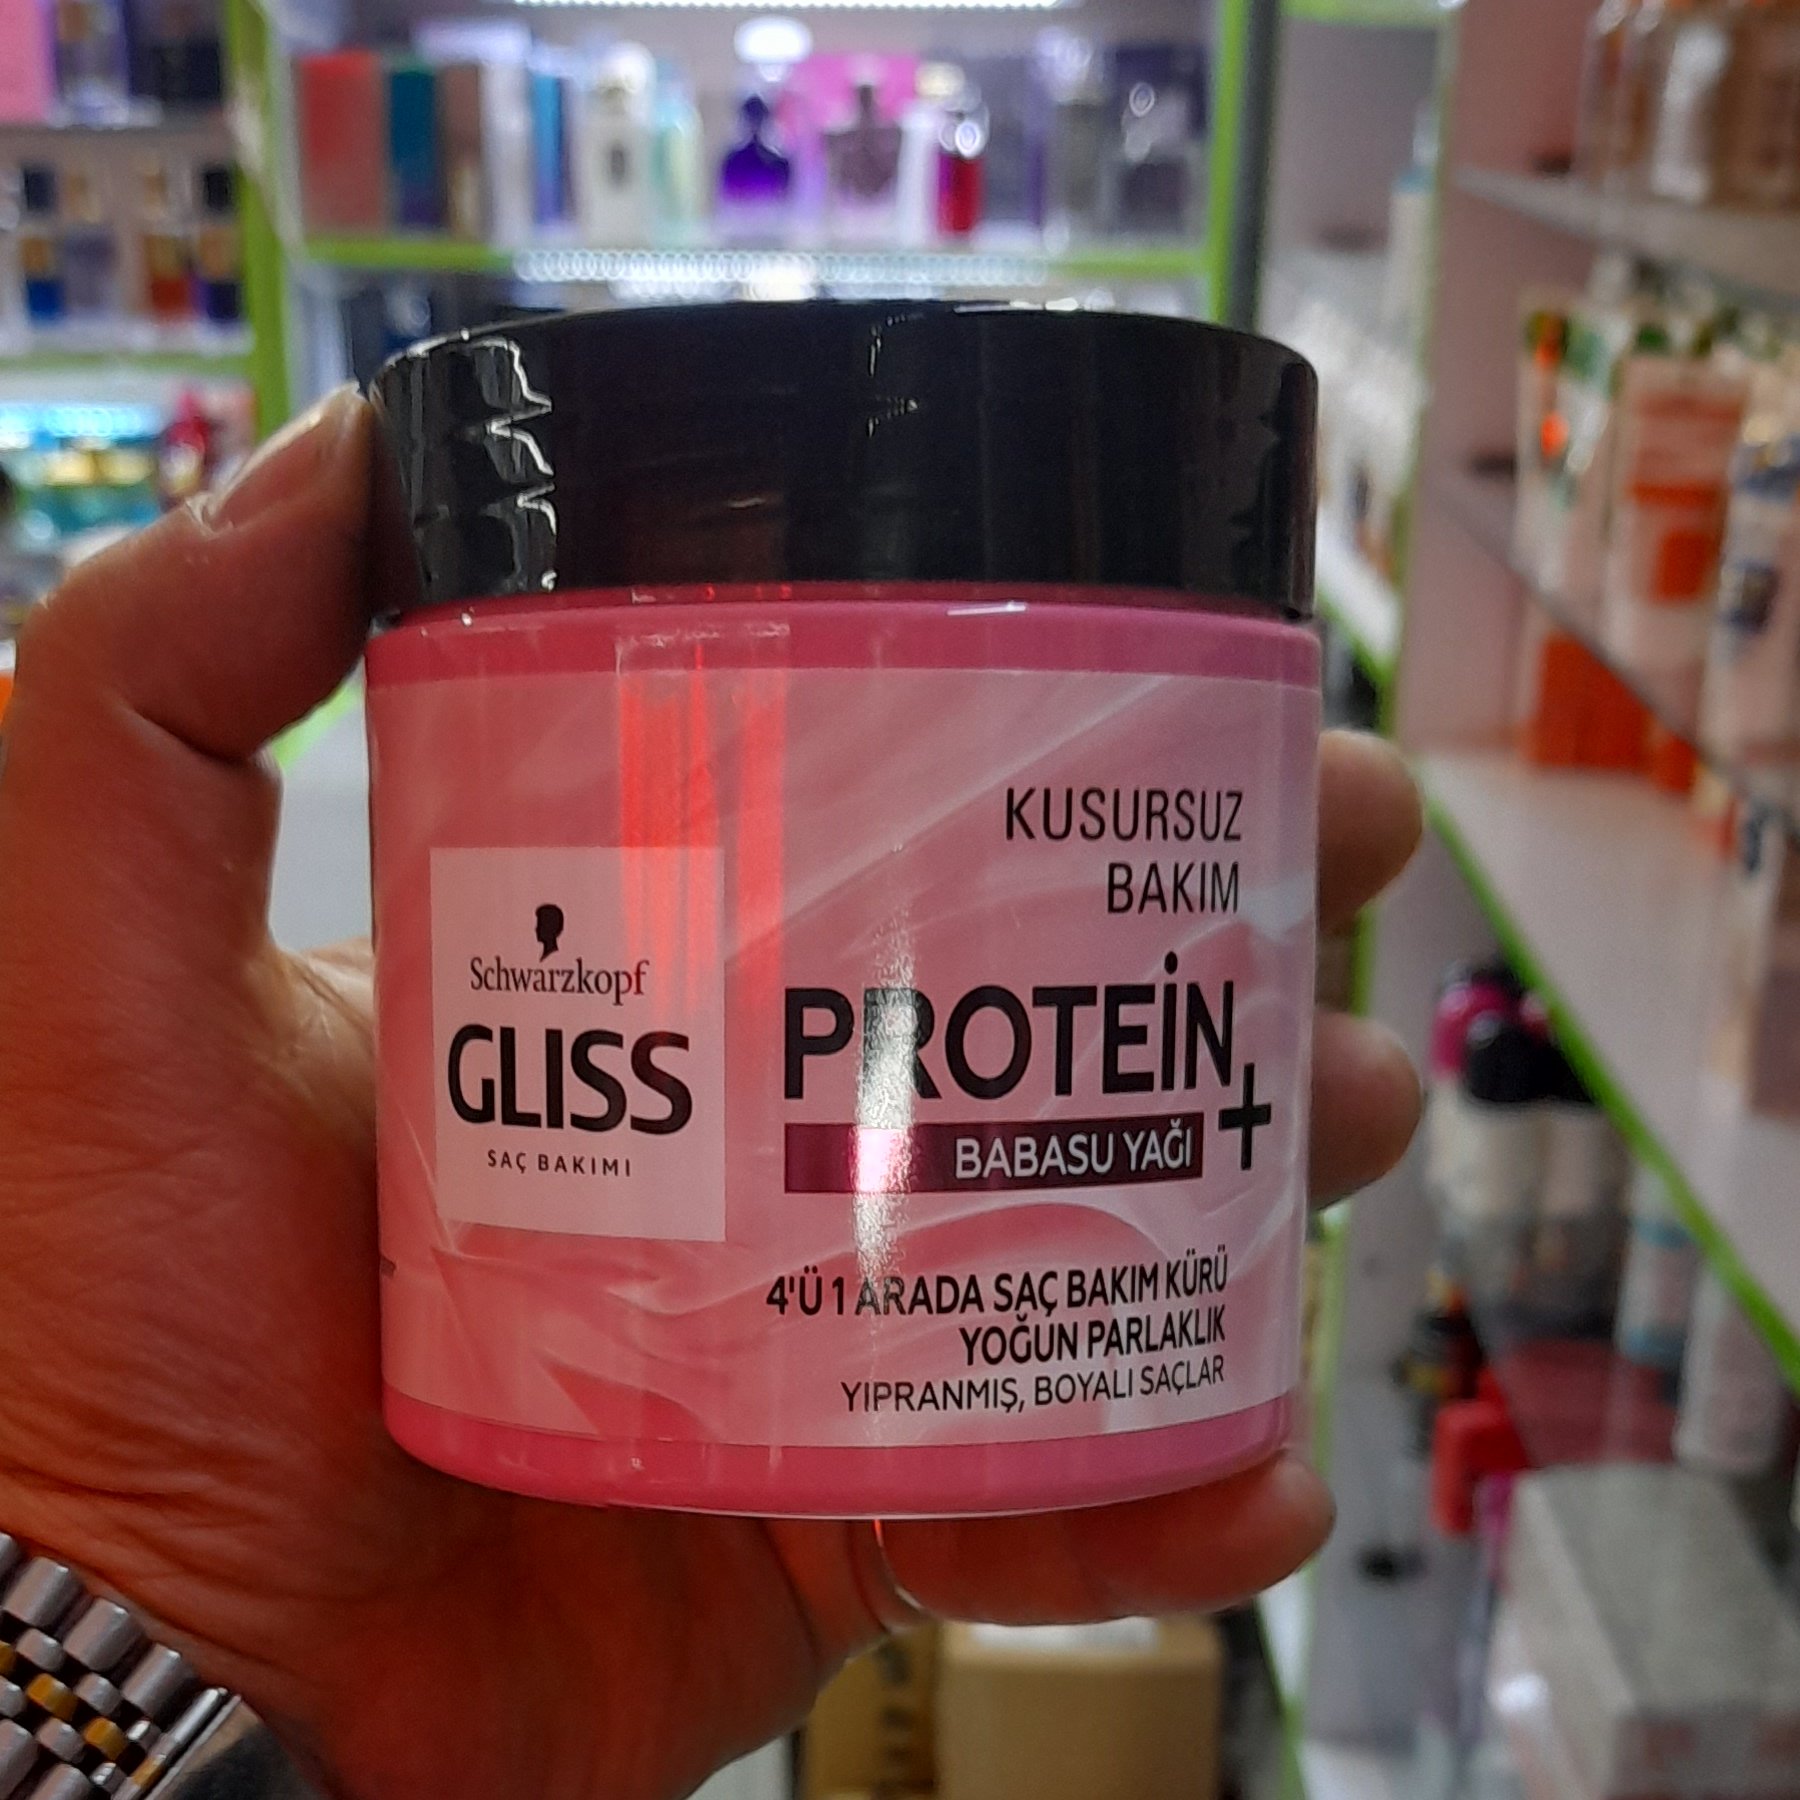 KUSURSUZ
BAKIM
Schwarzkopf
GLISS
SAÇ BAKIMI
PROTEİN
+
BABASU YAĞI
4'Ü 1 ARADA SAÇ BAKIM KÜRÜ
YOĞUN PARLAKLIK
YIPRANMIŞ, BOYALI SAÇLAR